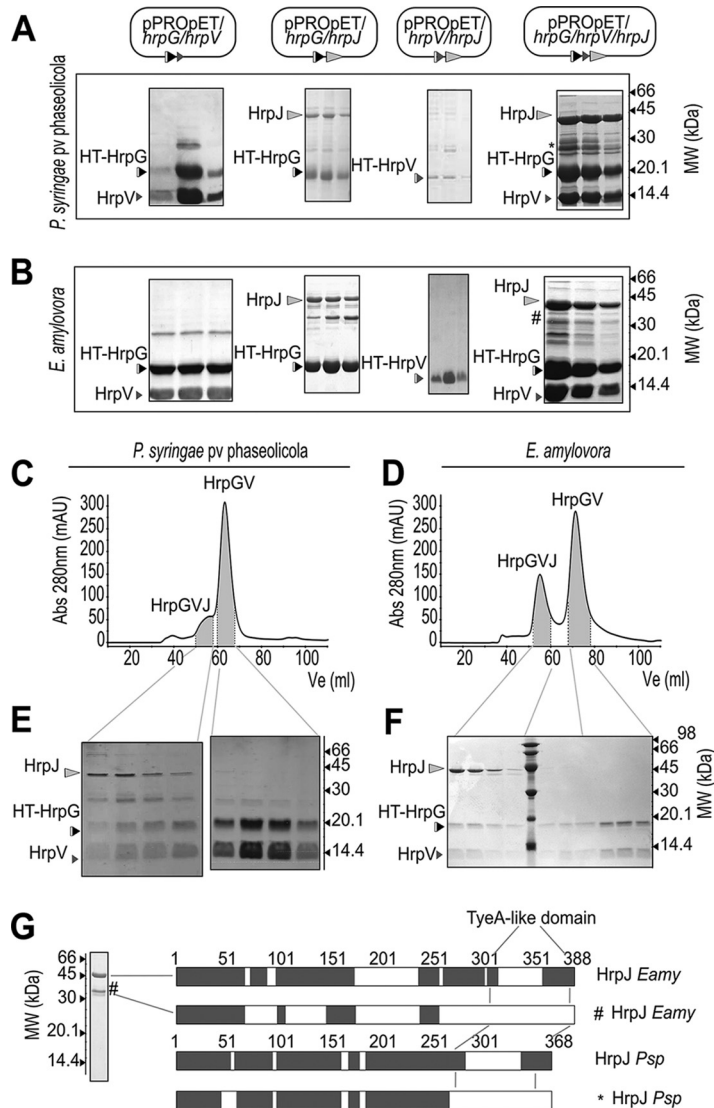 A
pPROpET/ hrpG/hrpV
pPROpET/ hrpG/hrpJ
pPROpET/ hrpV/hrpJ
pPROpET/ hrpG/hrpV/hrpJ
P. syringae pv phaseolicola
HT-HrpG
HrpV
HrpJ
HT-HrpG
HT-HrpV
HrpJ
*
HT-HrpG
HrpV
66
45
30
20.1
14.4
MW (kDa)
B
E. amylovora
HT-HrpG
HrpV
HrpJ
HT-HrpG
HT-HrpV
HrpJ
#
HT-HrpG
HrpV
66
45
30
20.1
14.4
MW (kDa)
C
P. syringae pv phaseolicola
HrpGV
HrpGVJ
Abs 280nm (mAU)
300
250
200
150
100
50
0
20 40 60 80 100
Ve (ml)
D
E. amylovora
HrpGV
HrpGVJ
Abs 280nm (mAU)
300
250
200
150
100
50
0
20 40 60 80 100
Ve (ml)
E
HrpJ
HT-HrpG
HrpV
66
45
30
20.1
14.4
F
HrpJ
HT-HrpG
HrpV
98
66
45
30
20.1
14.4
MW (kDa)
G
TyeA-like domain
MW (kDa)
66
45
30
20.1
14.4
#
1 51 101 151 201 251 301 351 388
HrpJ Eamy
# HrpJ Eamy
1 51 101 151 201 251 301 368
HrpJ Psp
* HrpJ Psp